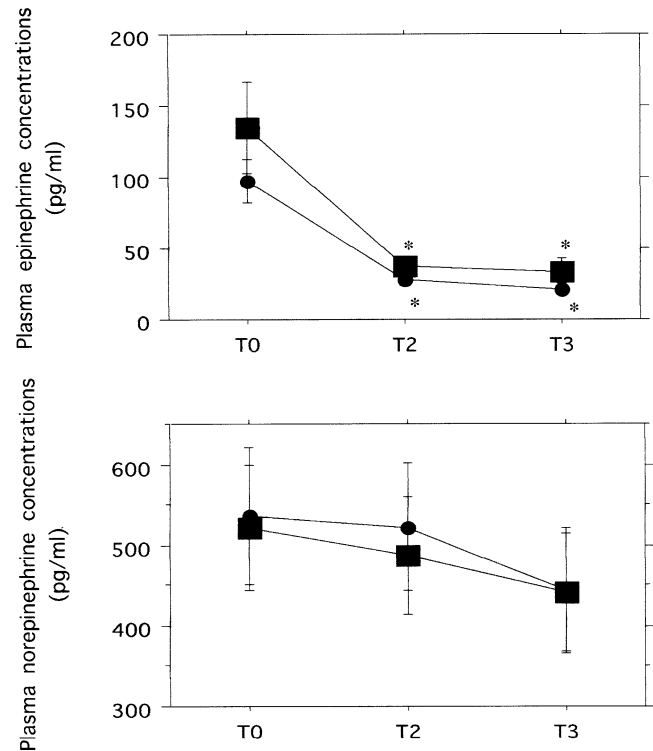 Plasma epinephrine concentrations
(pg/ml)
200
150
100
50
0
*
*
*
*
T0 T2 T3
Plasma norepinephrine concentrations
(pg/ml)
600
500
400
300
T0 T2 T3